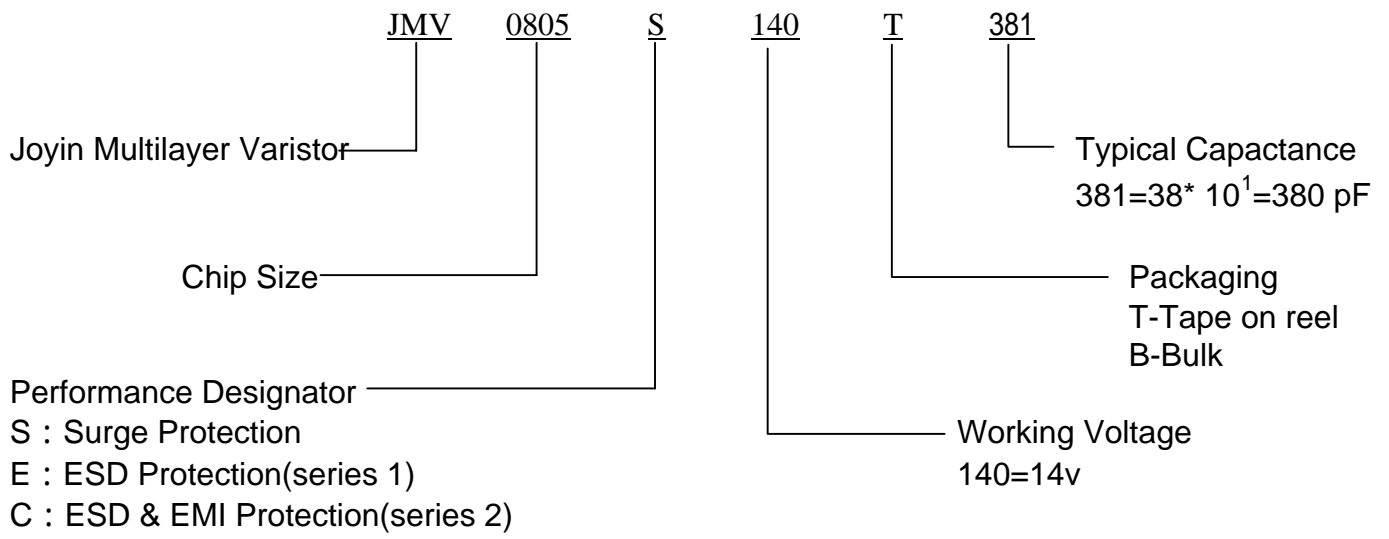 JMV 0805 S 140 T 381
Joyin Multilayer Varistor
Typical Capactance
381=38* 10¹=380 pF
Chip Size
Packaging
T-Tape on reel
B-Bulk
Performance Designator
S：Surge Protection
E：ESD Protection(series 1)
C：ESD & EMI Protection(series 2)
Working Voltage
140=14v